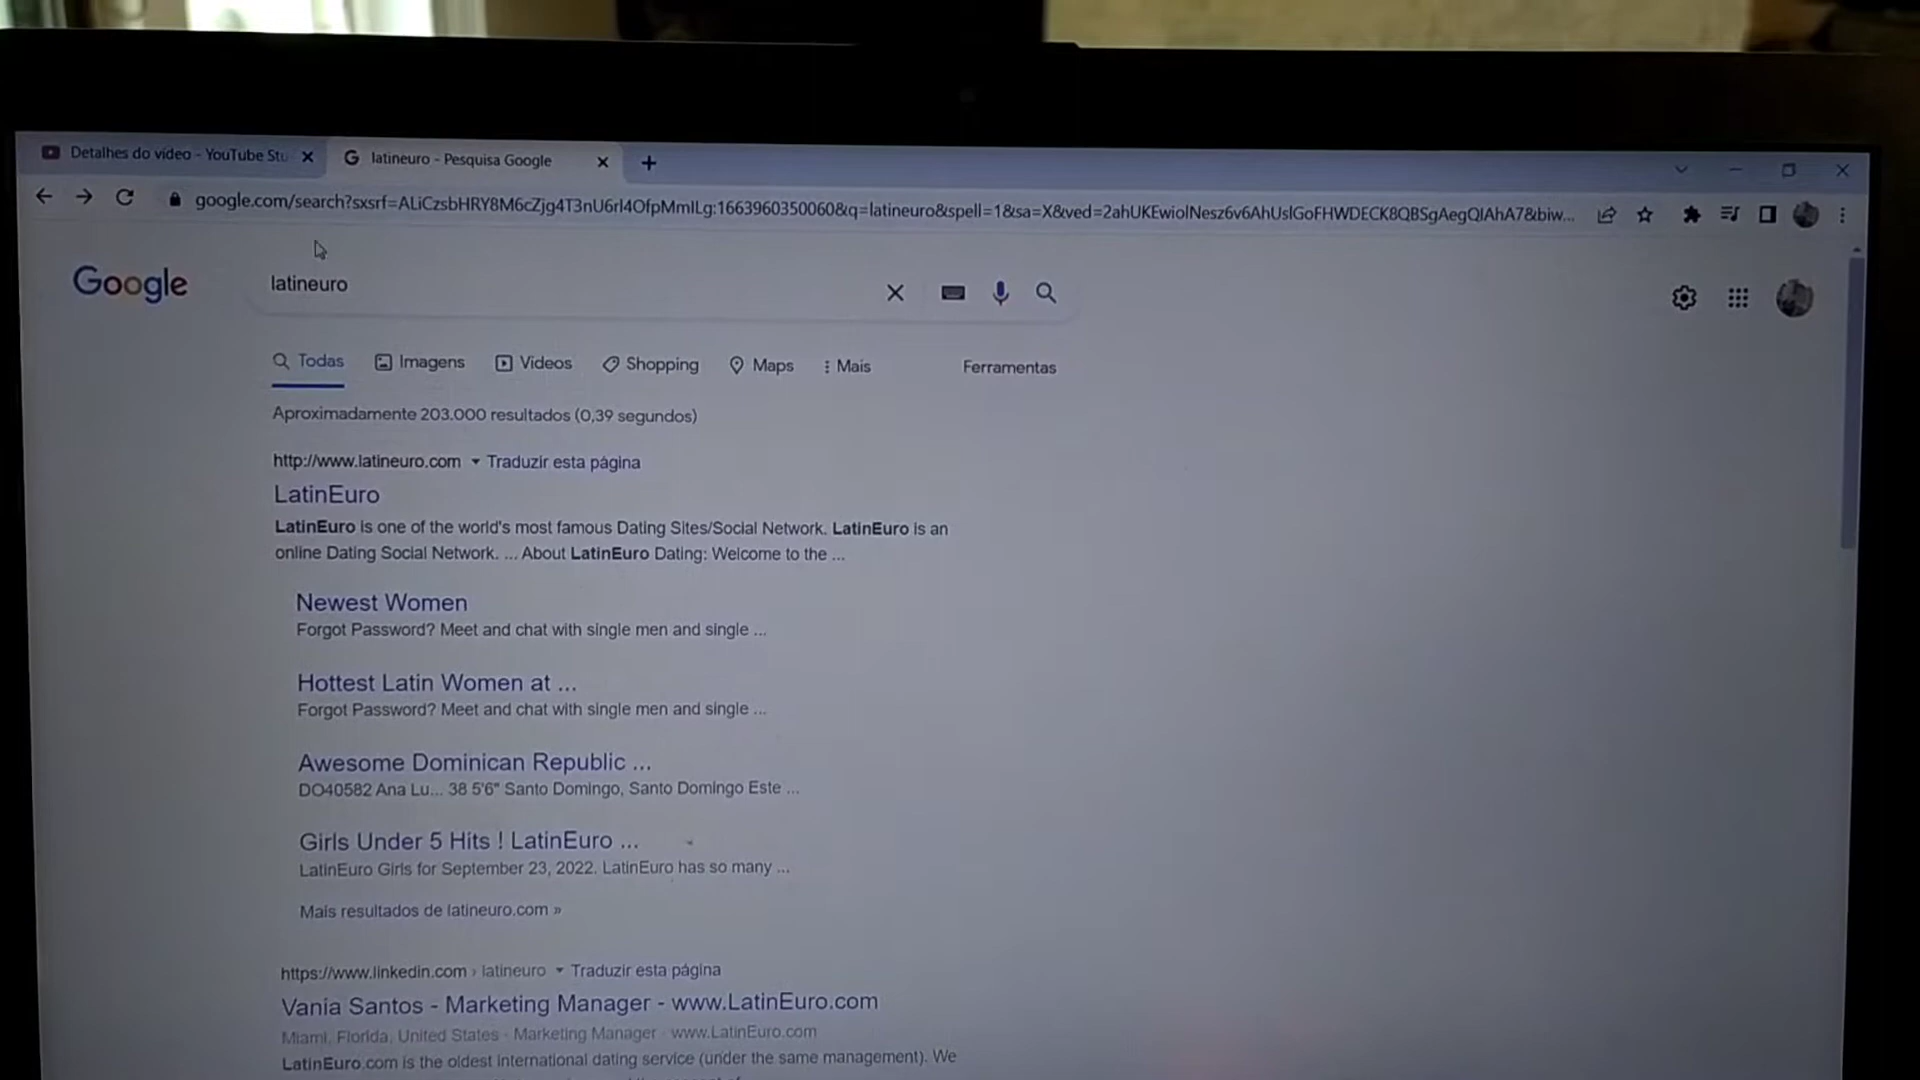 Detalhes do vídeo - YouTube Stu
latineuro - Pesquisa Google
google.com/search?sxsrf=ALiCzsbHRY8M6cZjg4T3nU6rl4OfpMmILg:1663960350060&q=latineuro&spell=1&sa=X&ved=2ahUKEwiolNesz6v6AhUslGoFHWDECK8QBSgAegQIAhA7&biw...
Google
latineuro
Todas
Imagens
Vídeos
Shopping
Maps
Mais
Ferramentas
Aproximadamente 203.000 resultados (0,39 segundos)
http://www.latineuro.com Traduzir esta página
LatinEuro
LatinEuro is one of the world's most famous Dating Sites/Social Network. LatinEuro is an
online Dating Social Network. ... About LatinEuro Dating: Welcome to the ...
Newest Women
Forgot Password? Meet and chat with single men and single ...
Hottest Latin Women at ...
Forgot Password? Meet and chat with single men and single ...
Awesome Dominican Republic ...
DO40582 Ana Lu... 38 5'6" Santo Domingo, Santo Domingo Este ...
Girls Under 5 Hits ! LatinEuro ...
LatinEuro Girls for September 23, 2022. LatinEuro has so many ...
Mais resultados de latineuro.com »
https://www.linkedin.com › latineuro Traduzir esta página
Vania Santos - Marketing Manager - www.LatinEuro.com
Miami, Florida, United States · Marketing Manager · www.LatinEuro.com
LatinEuro.com is the oldest international dating service (under the same management). We